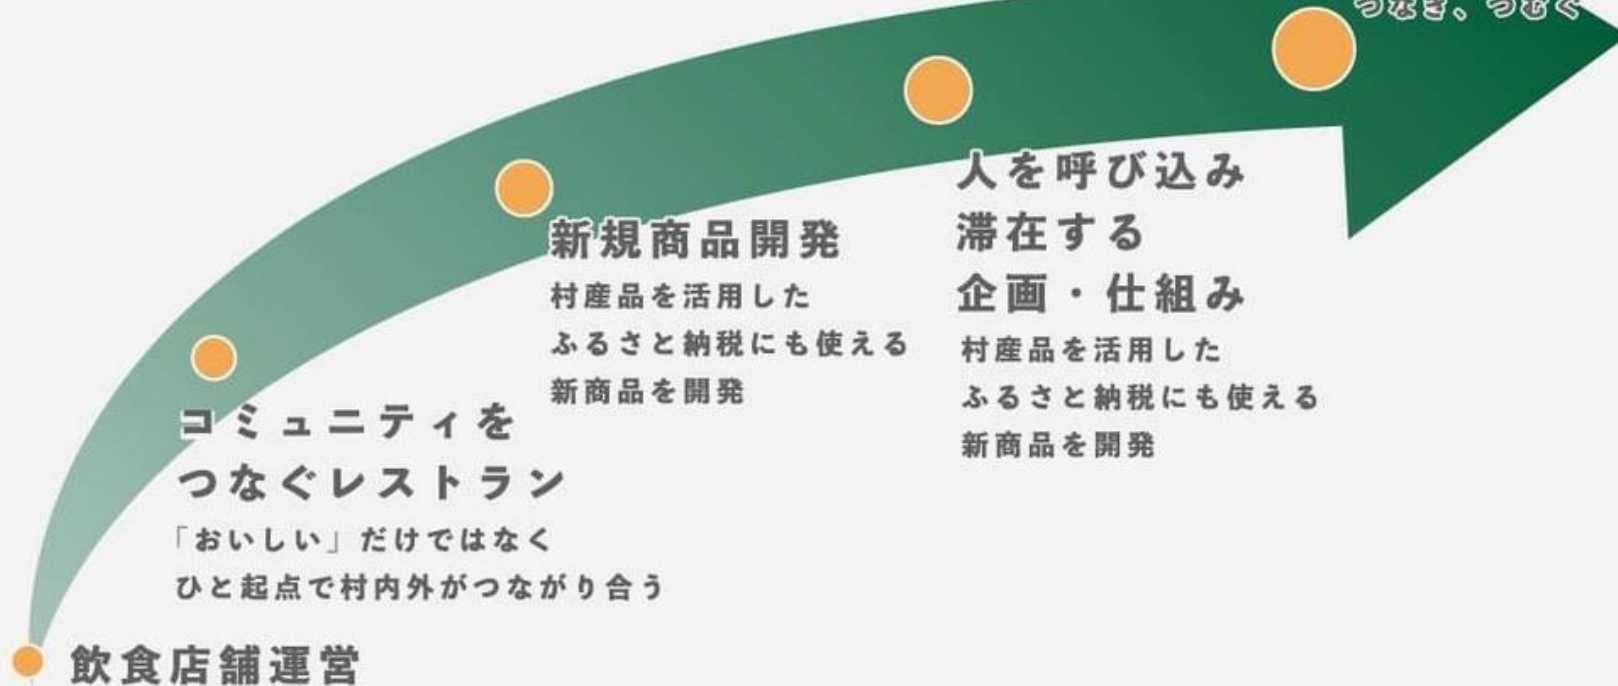 つなぎ、つむぐ
人を呼び込み
滞在する
企画・仕組み
村産品を活用した
ふるさと納税にも使える
新商品を開発
新規商品開発
村産品を活用した
ふるさと納税にも使える
新商品を開発
コミュニティを
つなぐレストラン
「おいしい」だけではなく
ひと起点で村内外がつながり合う
飲食店舗運営